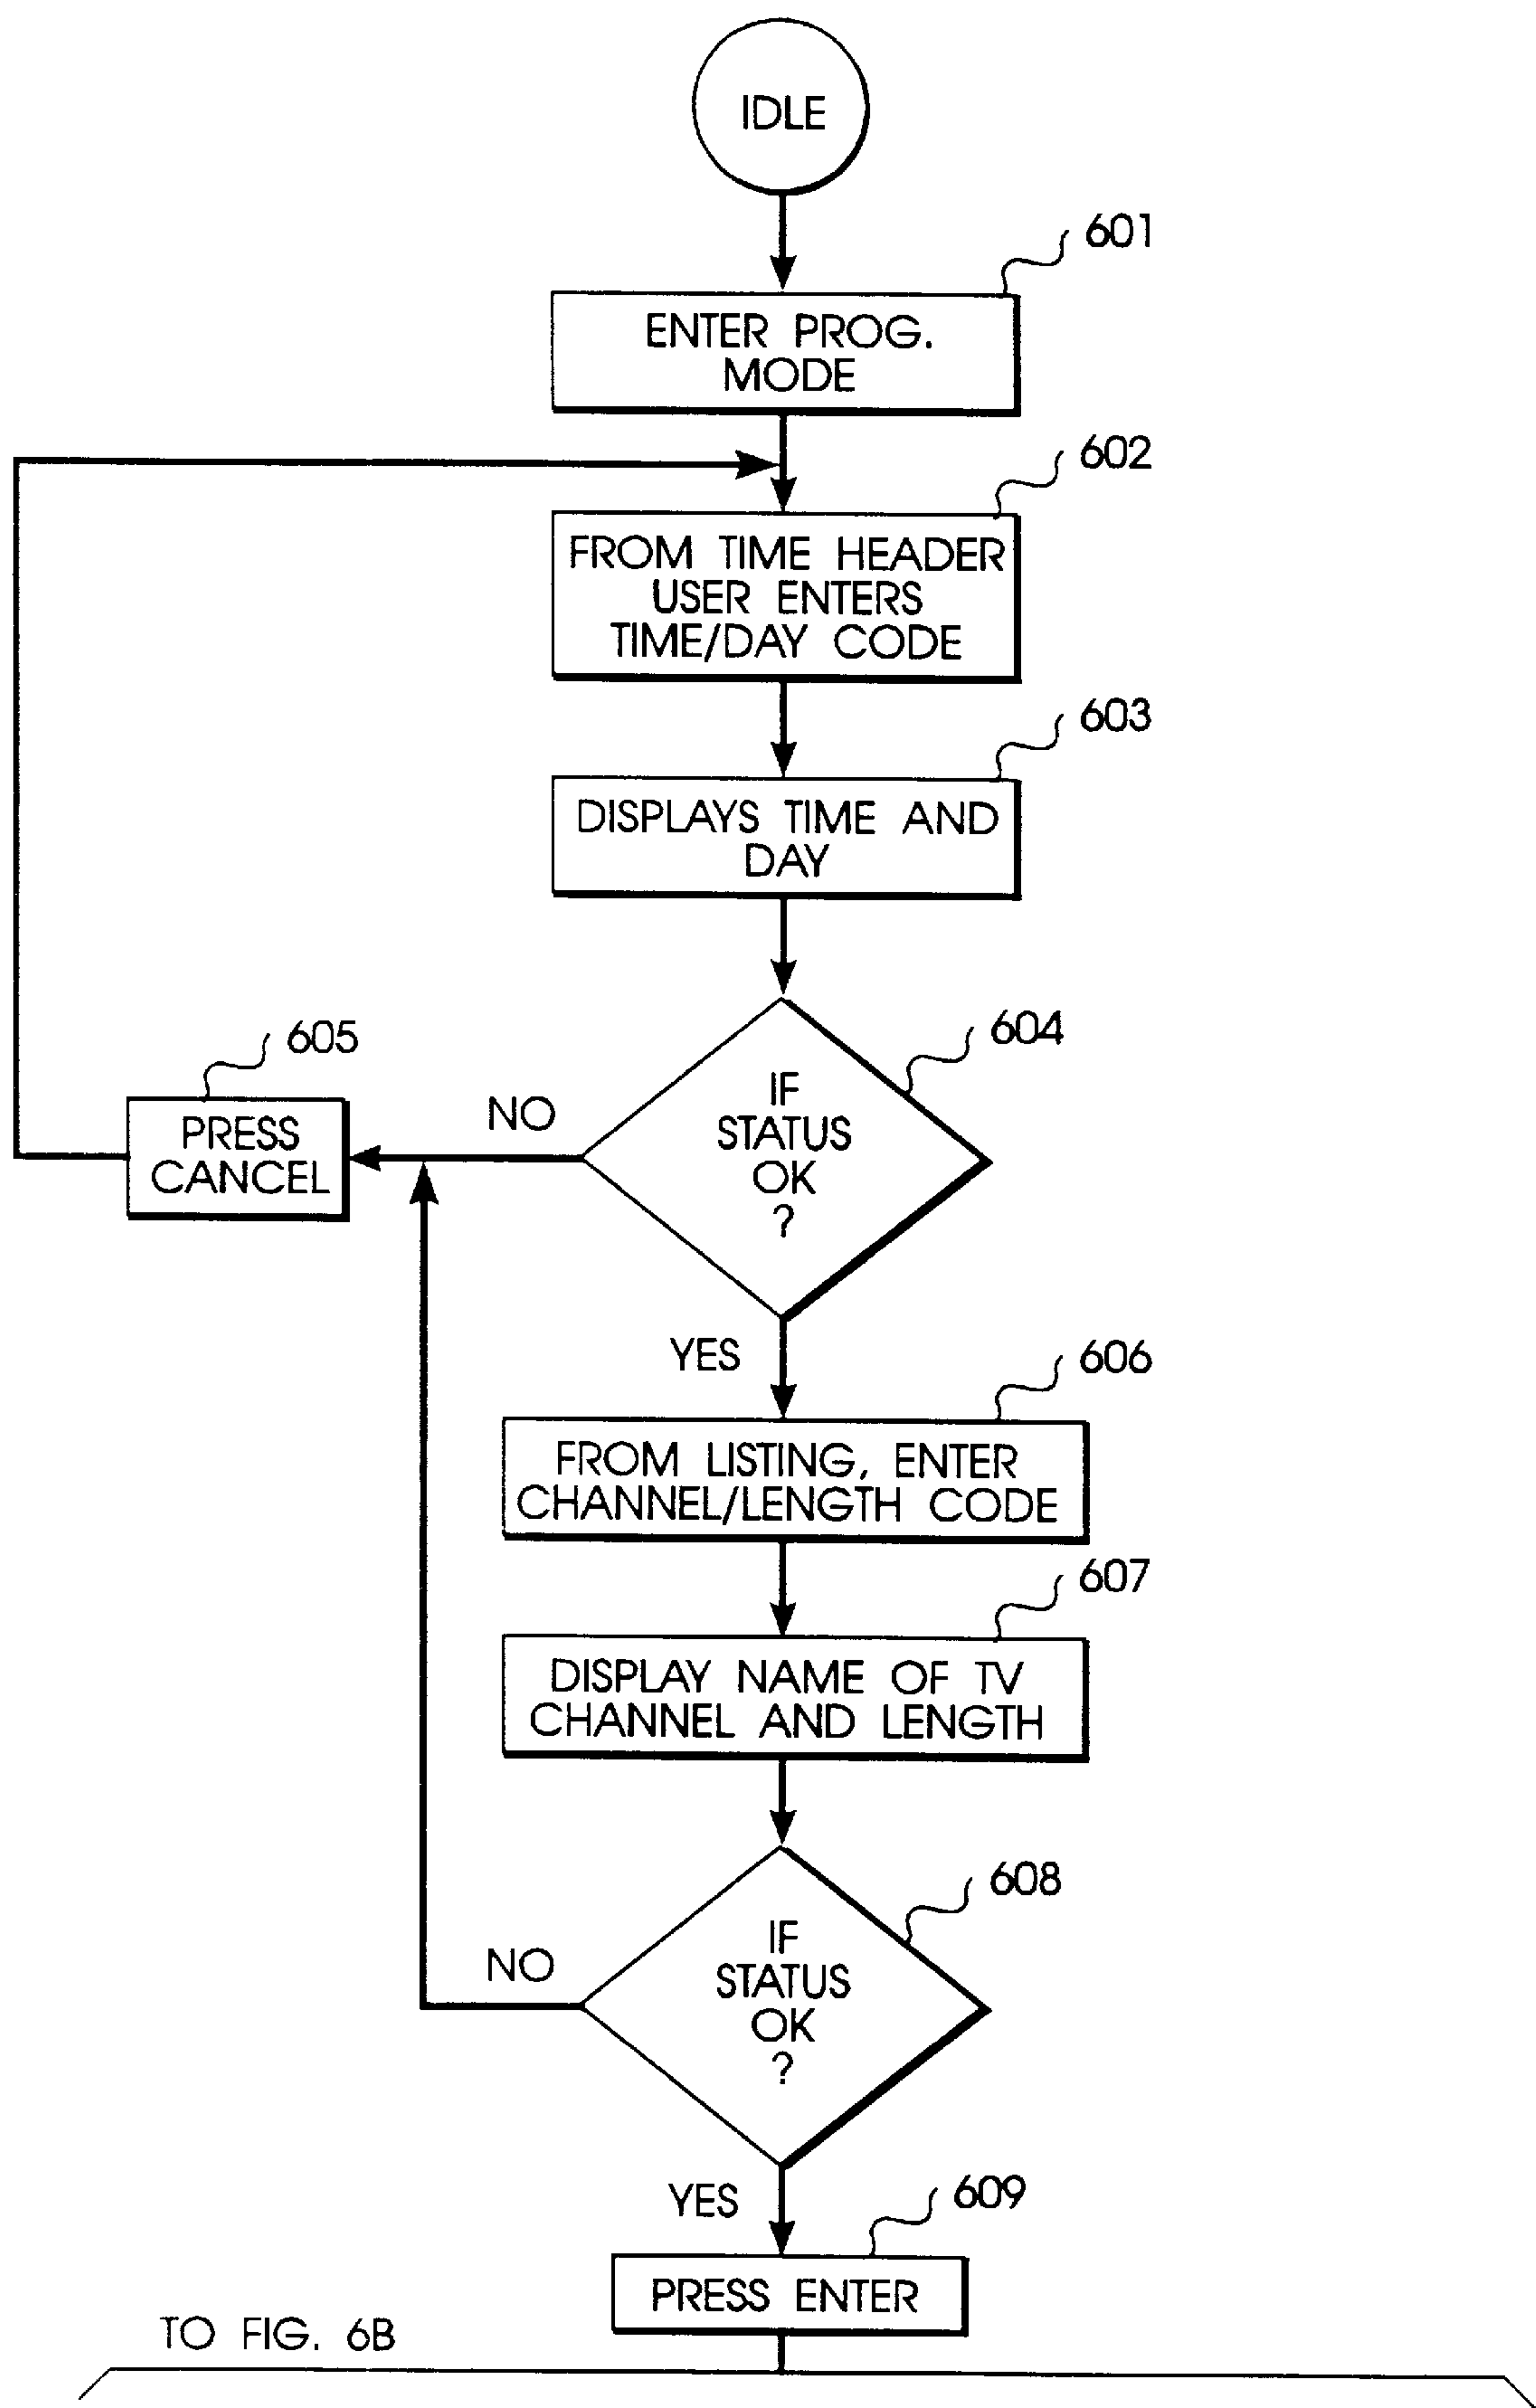 IDLE
601
ENTER PROG.
MODE
602
FROM TIME HEADER
USER ENTERS
TIME/DAY CODE
603
DISPLAYS TIME AND
DAY
604
IF
STATUS
OK
?
NO
605
PRESS
CANCEL
YES
606
FROM LISTING, ENTER
CHANNEL/LENGTH CODE
607
DISPLAY NAME OF TV
CHANNEL AND LENGTH
608
IF
STATUS
OK
?
NO
YES
609
PRESS ENTER
TO FIG. 6B